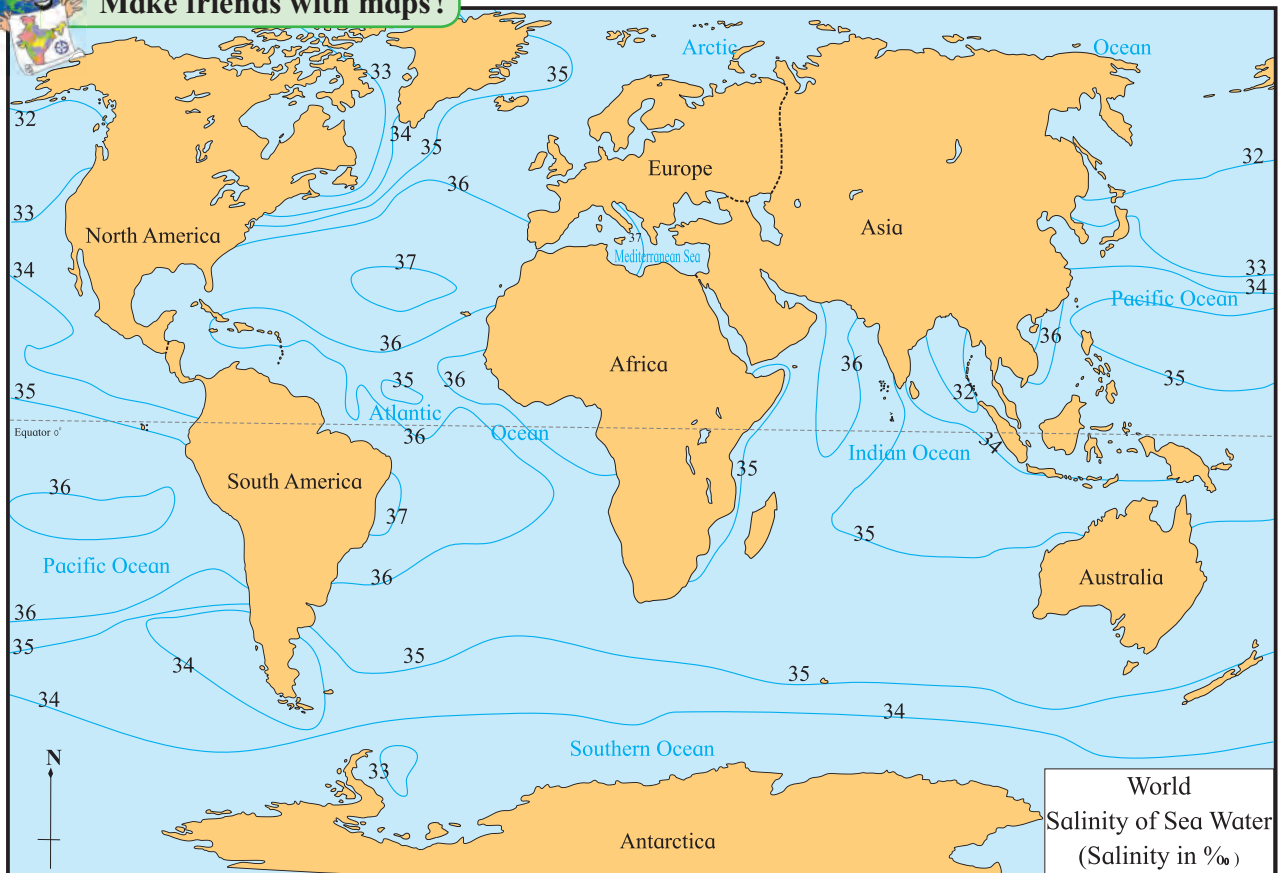 Make friends with maps!
Arctic Ocean
33
35
32
34
35
Europe
32
36
33
North America
37
Asia
Mediterranean Sea
37
34
33
34
Pacific Ocean
36
36
Africa
36
35
36
35
35
32
Atlantic
36
Ocean
Equator 0°
34
Indian Ocean
35
South America
36
37
35
Pacific Ocean
36
Australia
36
35
35
34
35
34
34
Southern Ocean
N
33
World
Salinity of Sea Water
(Salinity in ‰)
Antarctica